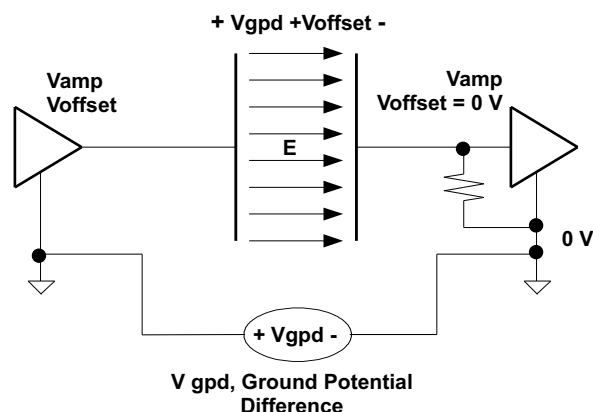 + Vgpd +Voffset -
Vamp
Voffset
Vamp
Voffset = 0 V
E
0 V
+ Vgpd -
V gpd, Ground Potential
Difference